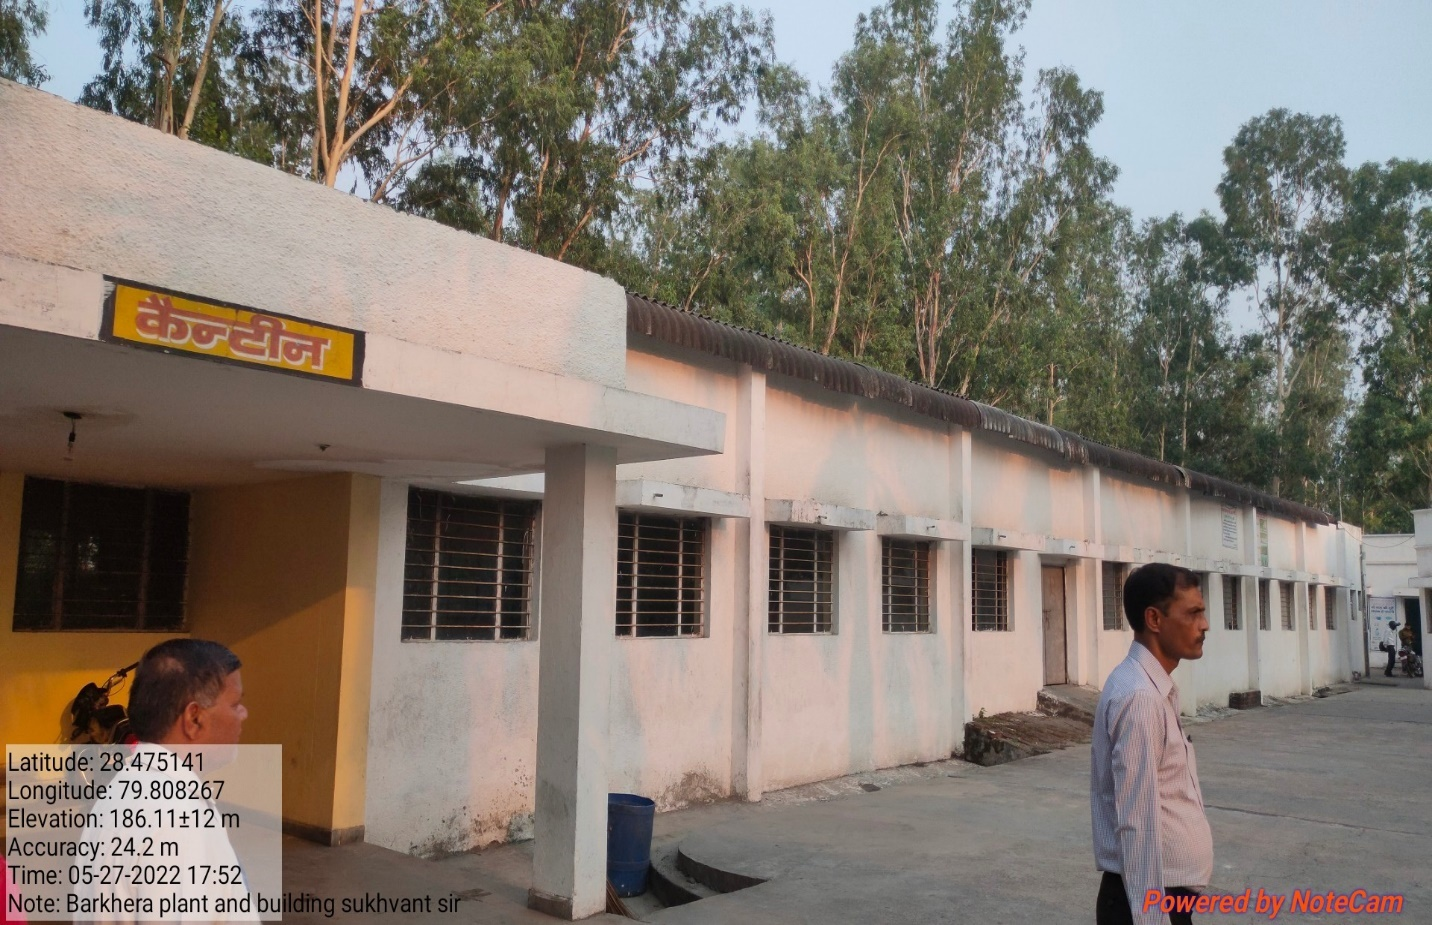 कैन्टीन
Latitude: 28.475141
Longitude: 79.808267
Elevation: 186.11±12 m
Accuracy: 24.2 m
Time: 05-27-2022 17:52
Note: Barkhera plant and building sukhvant sir
Powered by NoteCam